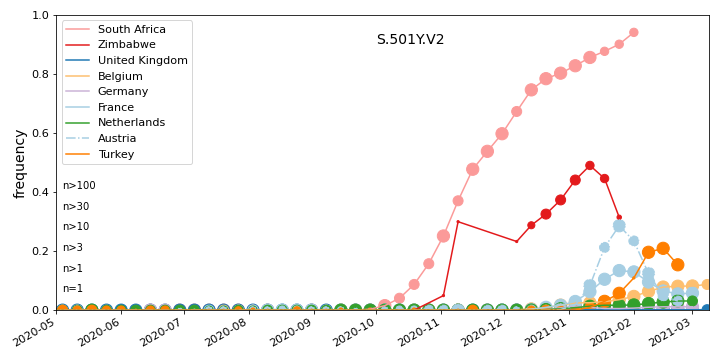 S.501Y.V2
South Africa
Zimbabwe
United Kingdom
Belgium
Germany
France
Netherlands
Austria
Turkey
n>100
n>30
n>10
n>3
n>1
n=1
frequency
1.0
0.8
0.6
0.4
0.2
0.0
2020-05
2020-06
2020-07
2020-08
2020-09
2020-10
2020-11
2020-12
2021-01
2021-02
2021-03